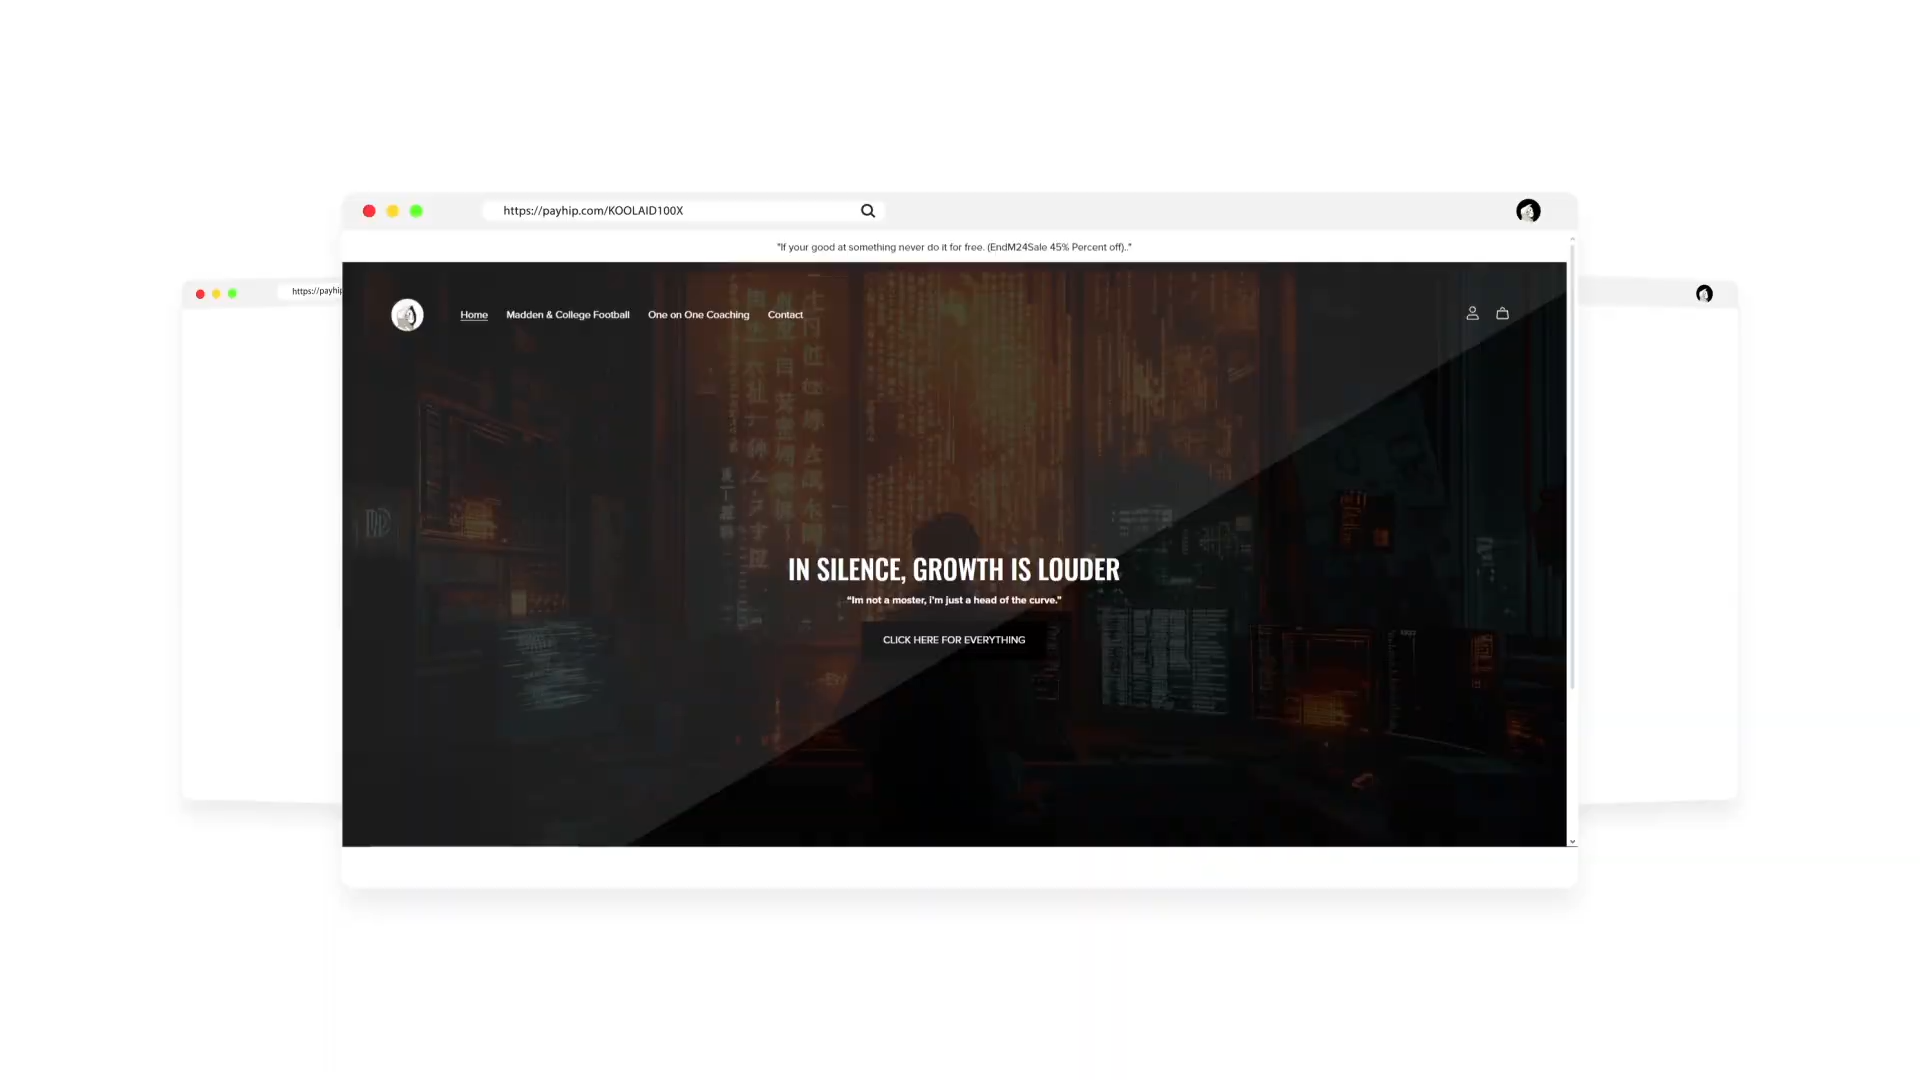 https://payhip.com/KOOLAID100X
"If your good at something never do it for free. (EndM24Sale 45% Percent off).."
https://payhip
Home Madden & College Football One on One Coaching Contact
IN SILENCE, GROWTH IS LOUDER
“Im not a moster, i'm just a head of the curve.”
CLICK HERE FOR EVERYTHING